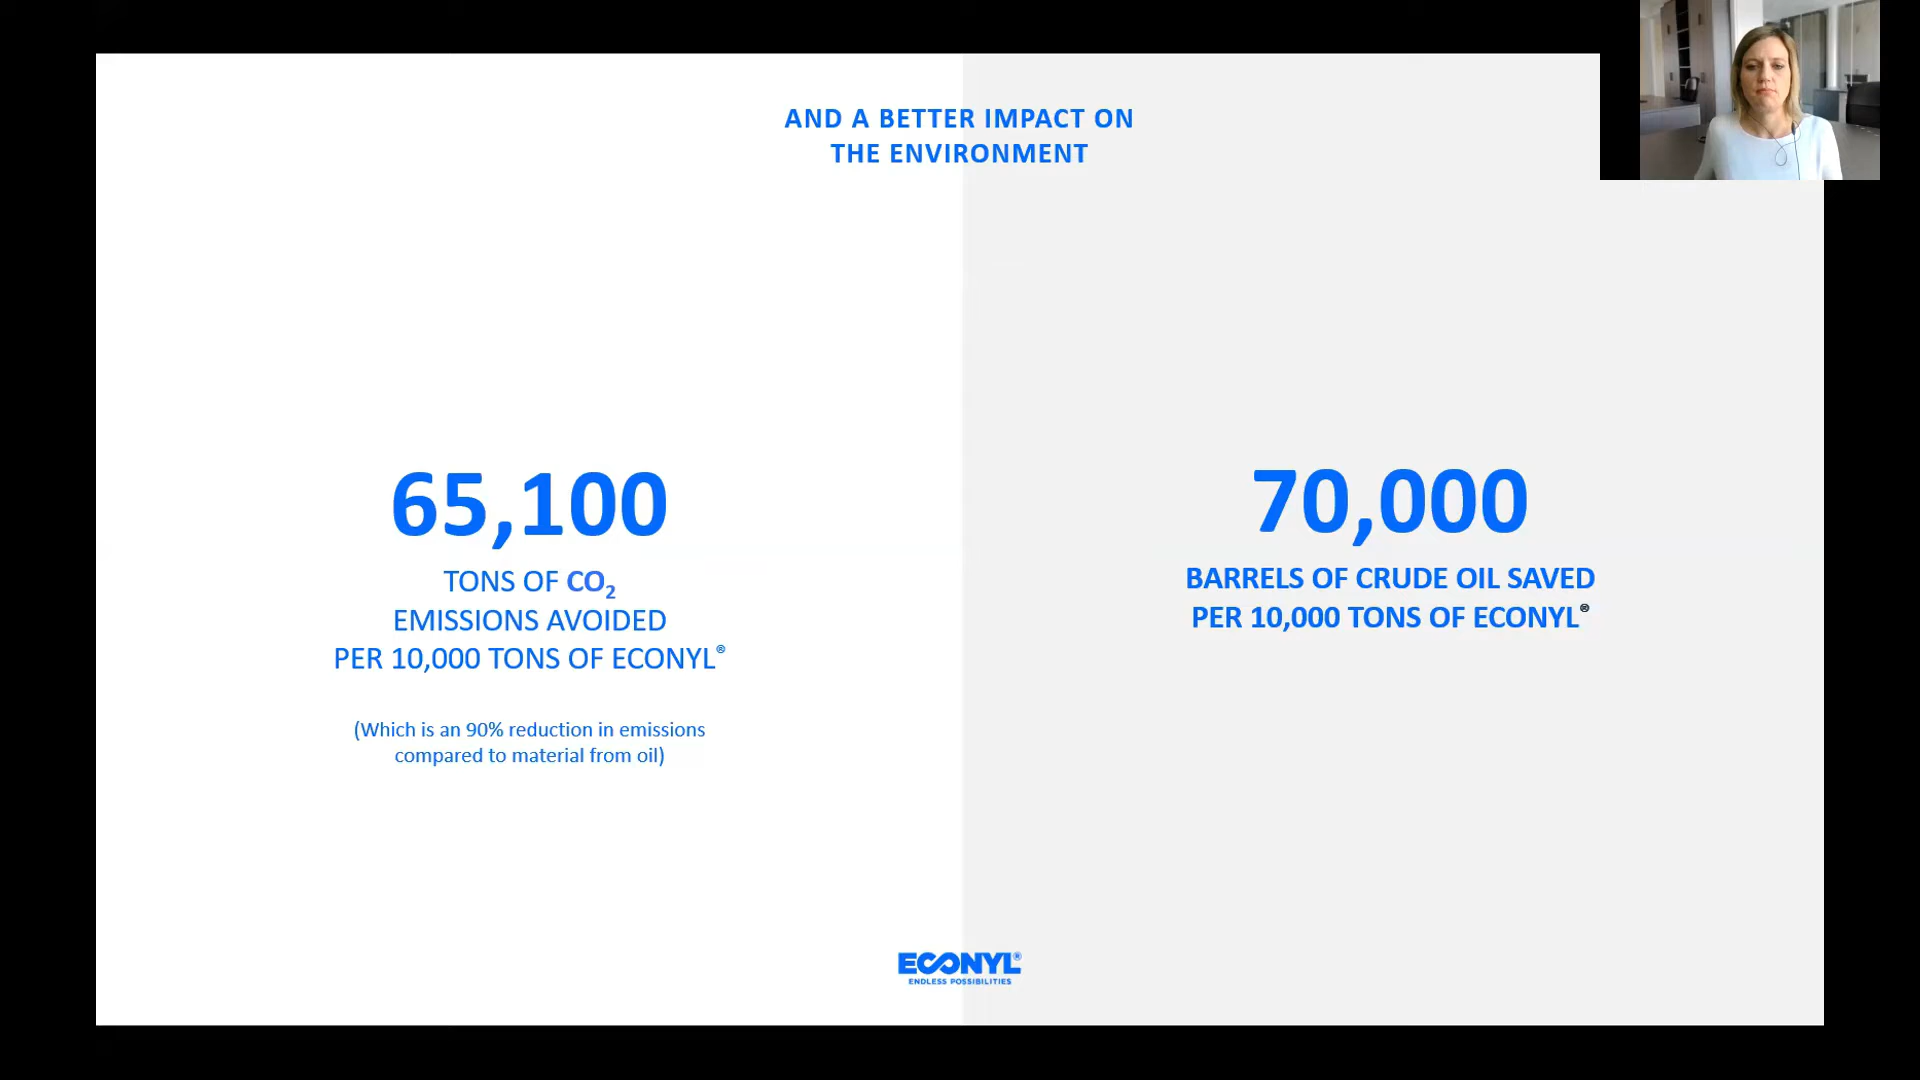 AND A BETTER IMPACT ON
THE ENVIRONMENT
65,100
TONS OF CO₂
EMISSIONS AVOIDED
PER 10,000 TONS OF ECONYL®
(Which is an 90% reduction in emissions
compared to material from oil)
70,000
BARRELS OF CRUDE OIL SAVED
PER 10,000 TONS OF ECONYL®
ECONYL®
ENDLESS POSSIBILITIES